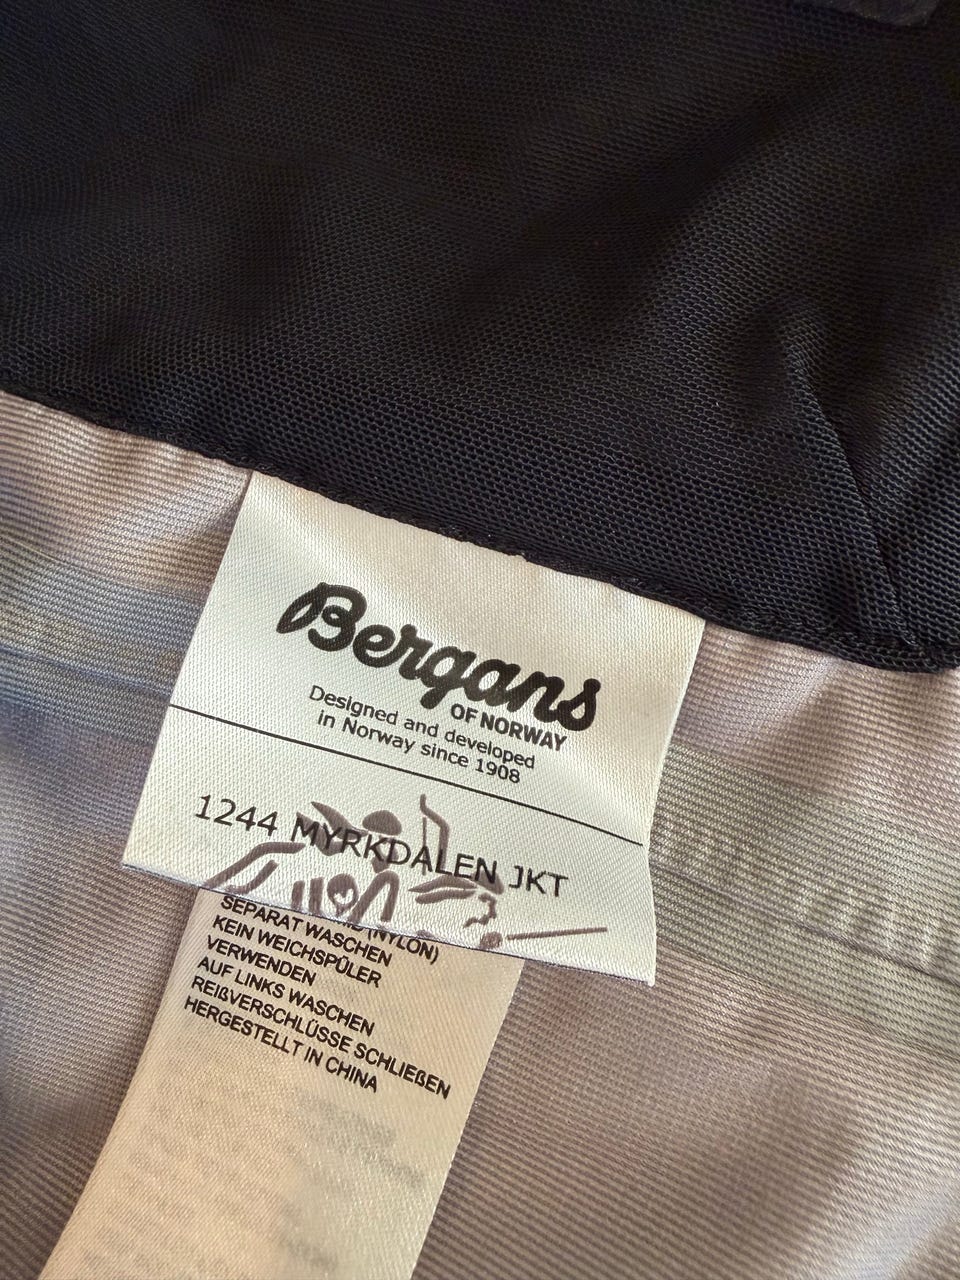 Bergans
OF NORWAY
Designed and developed
in Norway since 1908
1244 MYRKDALEN JKT
(NYLON)
SEPARAT WASCHEN
KEIN WEICHSPÜLER
VERWENDEN
AUF LINKS WASCHEN
REIßVERSCHLÜSSE SCHLIEßEN
HERGESTELLT IN CHINA